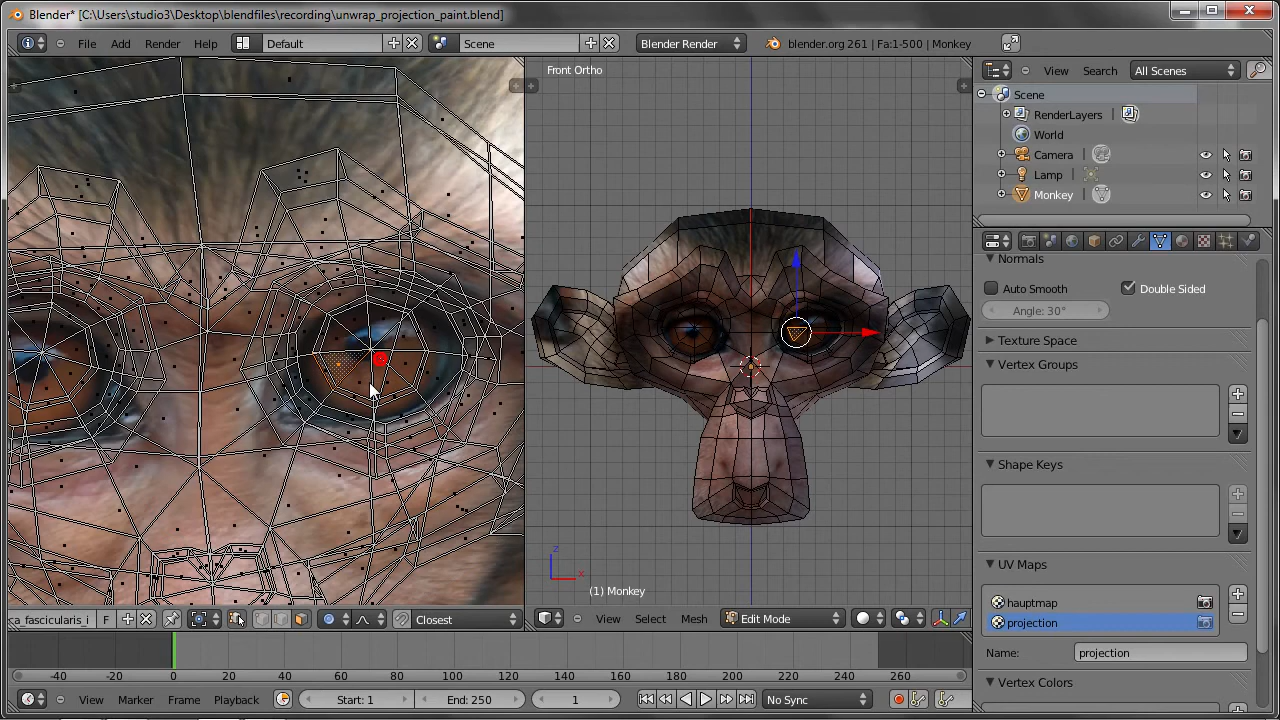 Blender* [C:\Users\studio3\Desktop\blendfiles\recording\unwrap_projection_paint.blend]
File Add Render Help Default Scene Blender Render blender.org 261 | Fa:1-500 | Monkey
View Search All Scenes
Front Ortho
Scene
RenderLayers
World
Camera
Lamp
Monkey
Normals
Auto Smooth Double Sided
Angle: 30°
Texture Space
Vertex Groups
Shape Keys
UV Maps
hauptmap
projection
Name: projection
Vertex Colors
z
x
(1) Monkey
a_fascicularis_i F Closest View Select Mesh Edit Mode
-40 -20 0 20 40 60 80 100 120 140 160 180 200 220 240 260
View Marker Frame Playback Start: 1 End: 250 1 No Sync